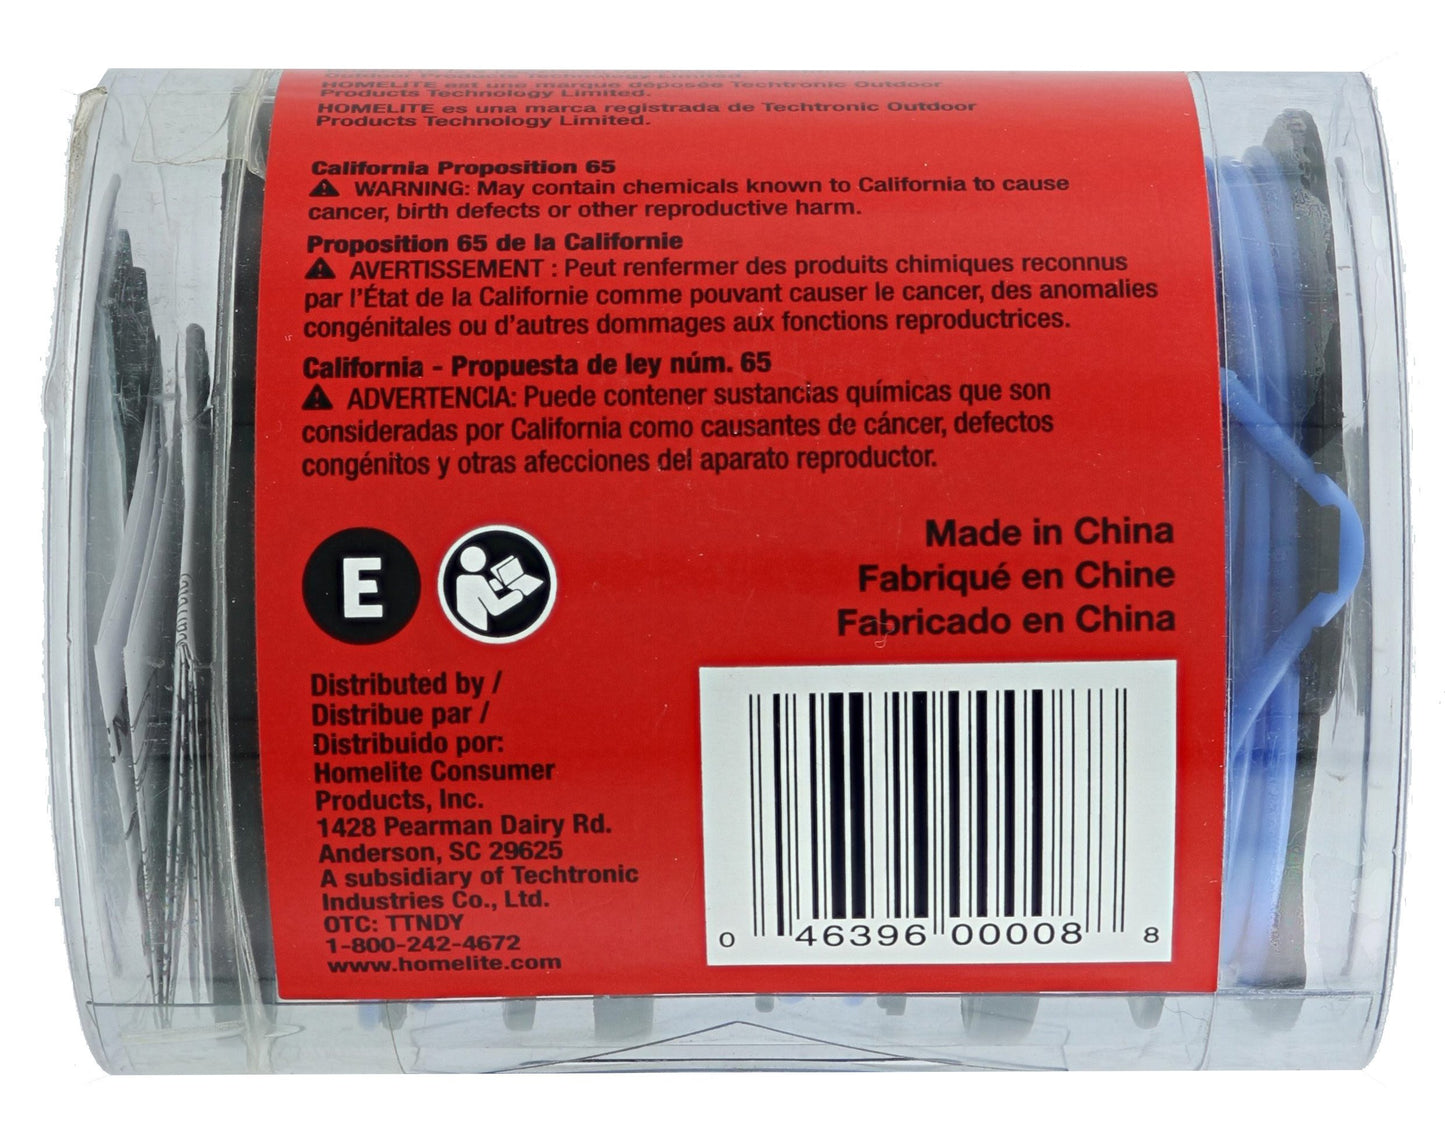 Outdoor Products Technology Limited.
HOMELITE est une marque déposée Techtronic Outdoor
Products Technology Limited.
HOMELITE es una marca registrada de Techtronic Outdoor
Products Technology Limited.
California Proposition 65
WARNING: May contain chemicals known to California to cause
cancer, birth defects or other reproductive harm.
Proposition 65 de la Californie
AVERTISSEMENT : Peut renfermer des produits chimiques reconnus
par l'État de la Californie comme pouvant causer le cancer, des anomalies
congénitales ou d'autres dommages aux fonctions reproductrices.
California - Propuesta de ley núm. 65
ADVERTENCIA: Puede contener sustancias químicas que son
consideradas por California como causantes de cáncer, defectos
congénitos y otras afecciones del aparato reproductor.
E
Made in China
Fabriqué en Chine
Fabricado en China
Distributed by /
Distribue par /
Distribuido por:
Homelite Consumer
Products, Inc.
1428 Pearman Dairy Rd.
Anderson, SC 29625
A subsidiary of Techtronic
Industries Co., Ltd.
OTC: TTNDY
1-800-242-4672
www.homelite.com
0 46396 00008 8